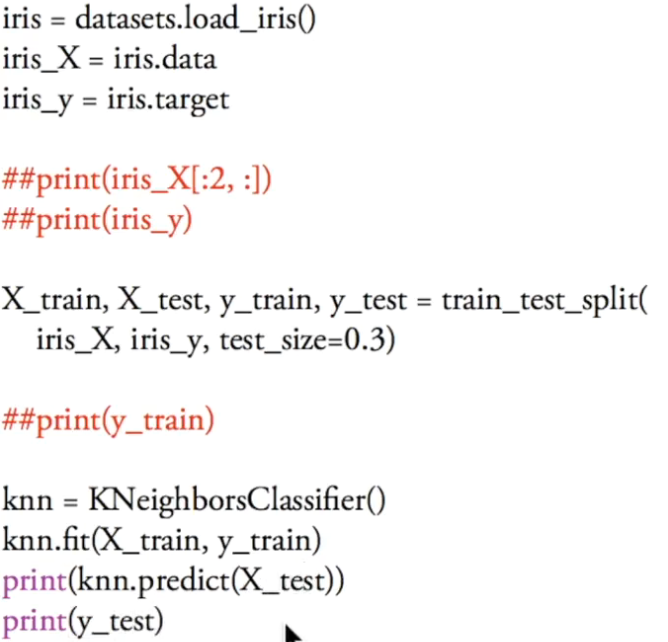 iris = datasets.load_iris()
iris_X = iris.data
iris_y = iris.target
##print(iris_X[:2, :])
##print(iris_y)
X_train, X_test, y_train, y_test = train_test_split(
    iris_X, iris_y, test_size=0.3)
##print(y_train)
knn = KNeighborsClassifier()
knn.fit(X_train, y_train)
print(knn.predict(X_test))
print(y_test)